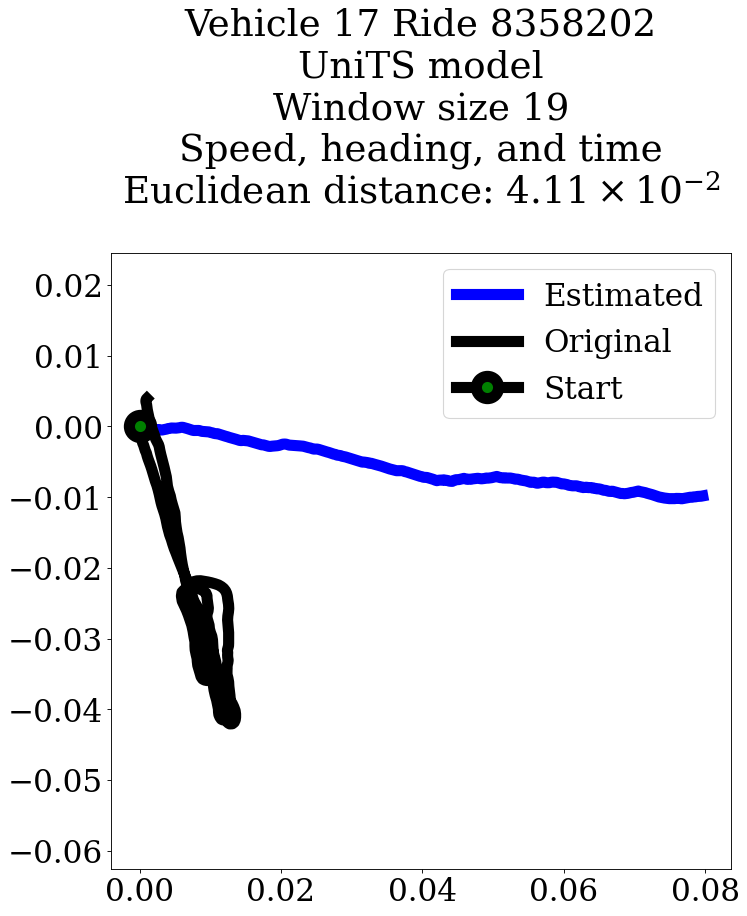 Vehicle 17 Ride 8358202
UniTS model
Window size 19
Speed, heading, and time
Euclidean distance: 4.11 × 10⁻²
Estimated
Original
Start
0.02
0.01
0.00
−0.01
−0.02
−0.03
−0.04
−0.05
−0.06
0.00 0.02 0.04 0.06 0.08